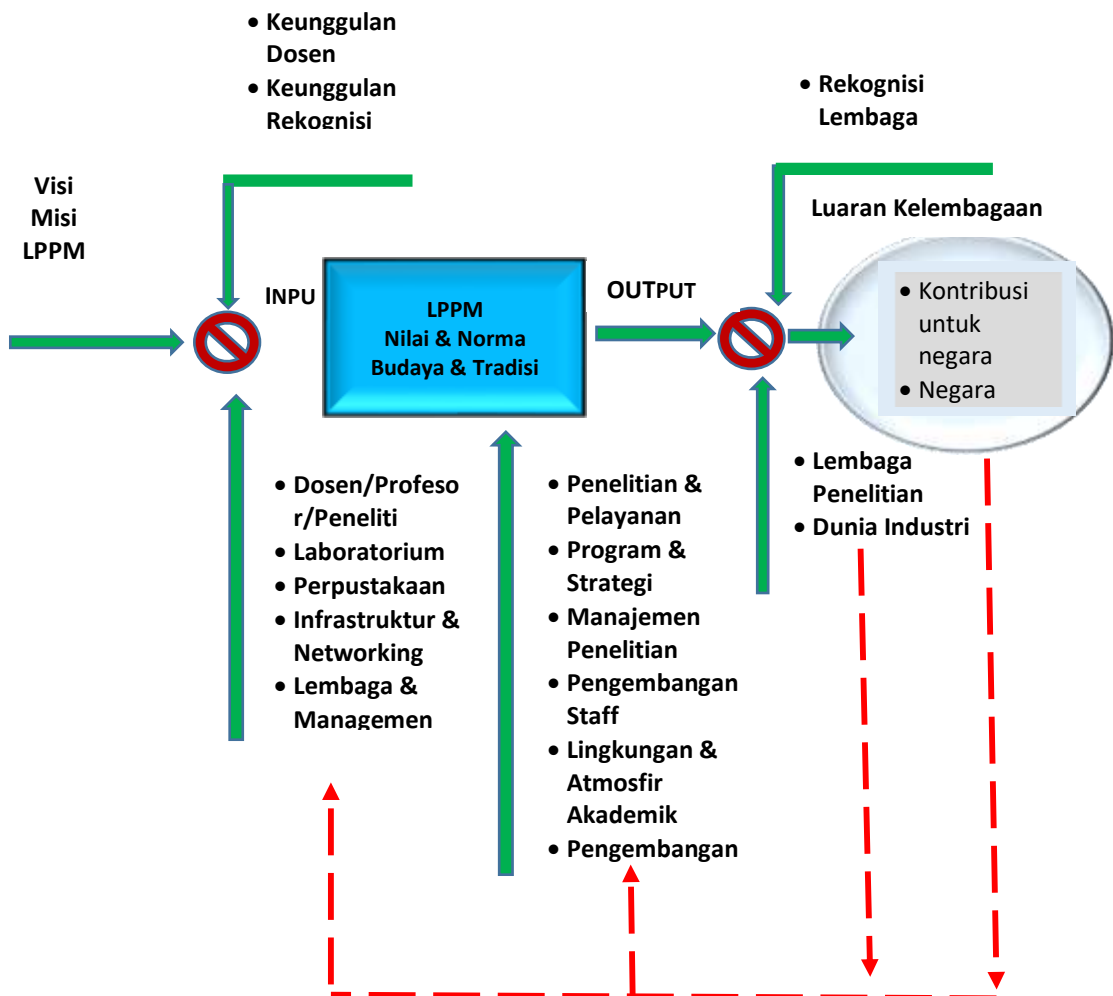 • Keunggulan
Dosen
• Keunggulan
Rekognisi
• Rekognisi
Lembaga
Visi
Misi
LPPM
Luaran Kelembagaan
INPU
LPPM
Nilai & Norma
Budaya & Tradisi
OUTPUT
• Kontribusi
untuk
negara
• Negara
• Dosen/Profeso
r/Peneliti
• Laboratorium
• Perpustakaan
• Infrastruktur &
Networking
• Lembaga &
Managemen
• Penelitian &
Pelayanan
• Program &
Strategi
• Manajemen
Penelitian
• Pengembangan
Staff
• Lingkungan &
Atmosfir
Akademik
• Pengembangan
• Lembaga
Penelitian
• Dunia Industri